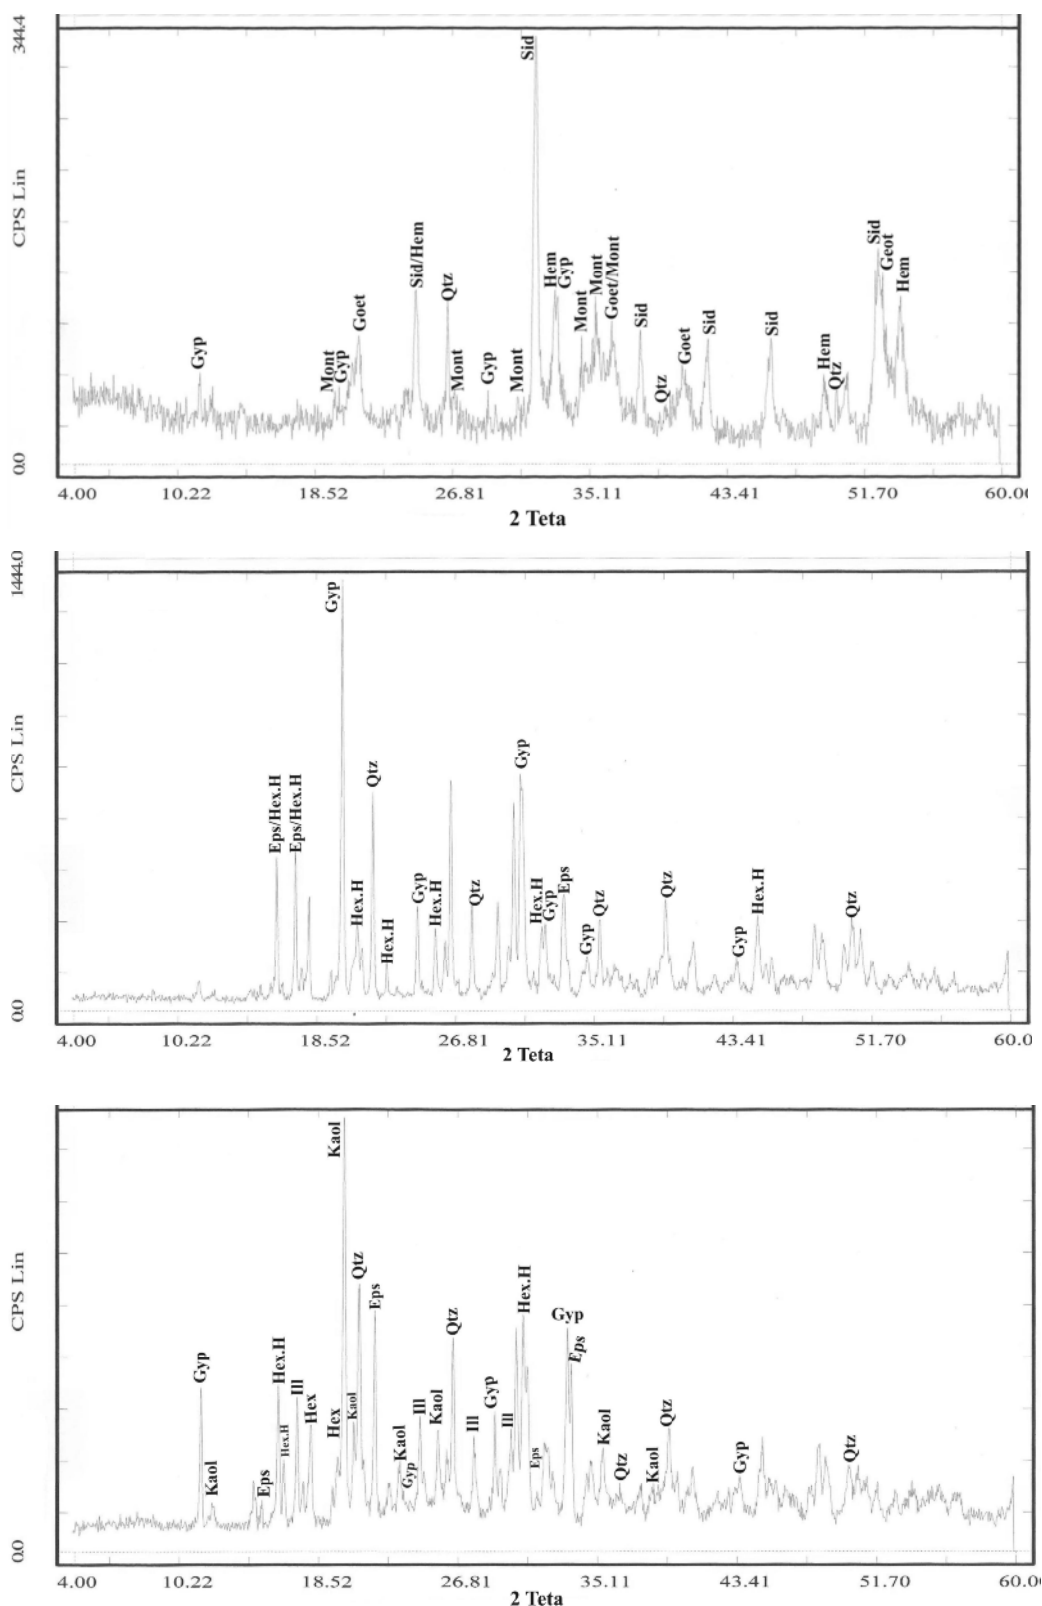 344.4
CPS Lin
0.0
Gyp
Mont
Gyp
Goet
Sid/Hem
Qtz
Mont
Gyp
Mont
Sid
Hem
Gyp
Mont
Mont
Goet/Mont
Sid
Qtz
Goet
Sid
Sid
Hem
Qtz
Sid
Geot
Hem
4.00 10.22 18.52 26.81 35.11 43.41 51.70 60.00
2 Teta
1444.0
CPS Lin
0.0
Eps/Hex.H
Eps/Hex.H
Gyp
Hex.H
Qtz
Hex.H
Gyp
Hex.H
Qtz
Gyp
Hex.H
Gyp
Eps
Gyp
Qtz
Qtz
Gyp
Hex.H
Qtz
4.00 10.22 18.52 26.81 35.11 43.41 51.70 60.0
2 Teta
CPS Lin
0.0
Gyp
Kaol
Eps
Hex.H
Hex.H
Ill
Hex
Hex
Kaol
Kaol
Qtz
Eps
Kaol
Gyp
Ill
Kaol
Qtz
Ill
Gyp
Ill
Hex.H
Eps
Gyp
Eps
Kaol
Qtz
Kaol
Qtz
Gyp
Qtz
4.00 10.22 18.52 26.81 35.11 43.41 51.70 60.0
2 Teta